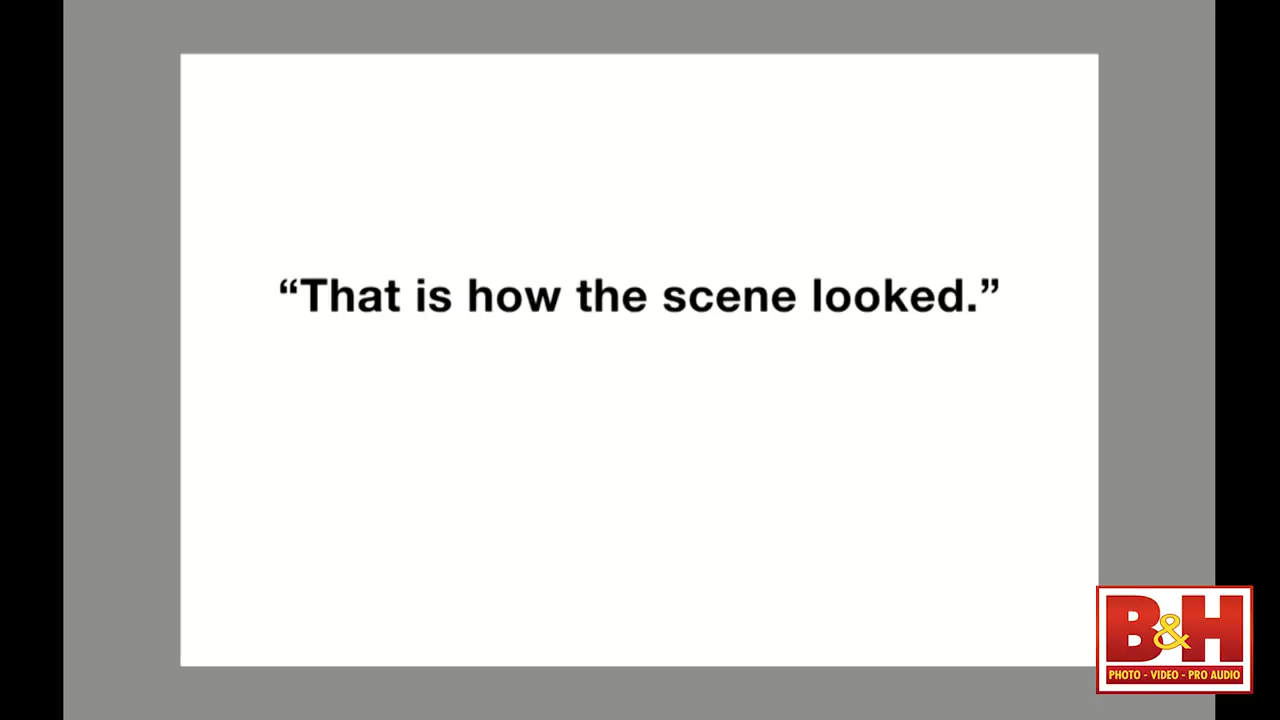 “That is how the scene looked.”
B&H
PHOTO - VIDEO - PRO AUDIO